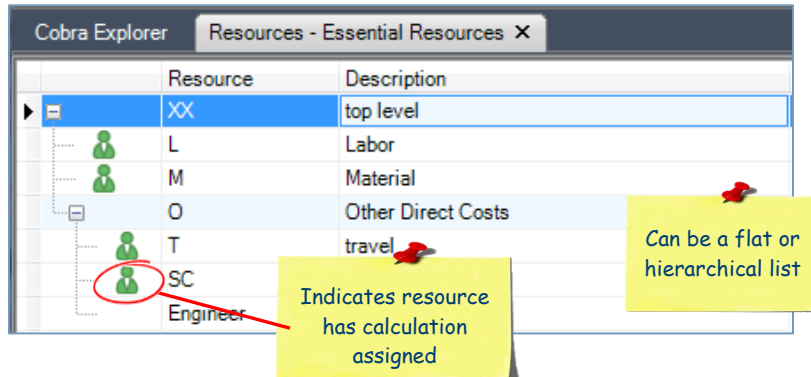 Cobra Explorer Resources - Essential Resources X
Resource Description
XX top level
L Labor
M Material
O Other Direct Costs
T travel
SC
Engineer
Can be a flat or
hierarchical list
Indicates resource
has calculation
assigned